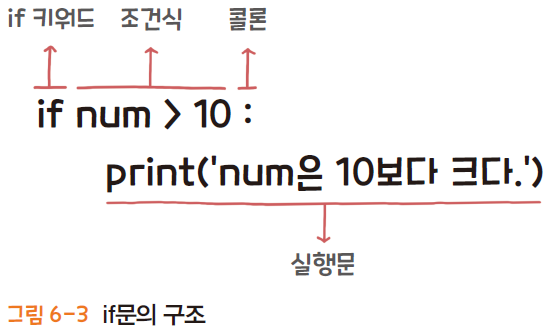 if 키워드 조건식 콜론
if num > 10 :
print('num은 10보다 크다.')
실행문
그림 6-3 if문의 구조